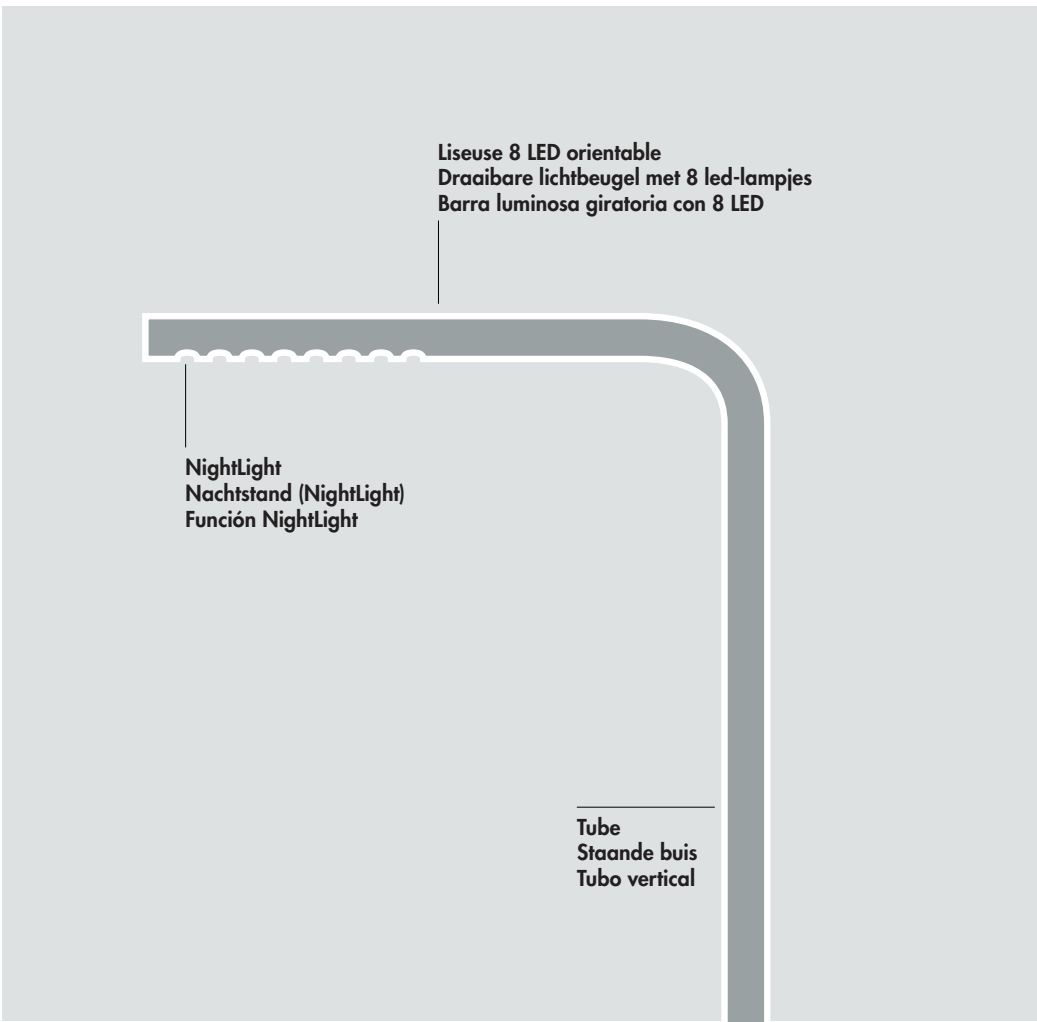 Liseuse 8 LED orientable
Draaibare lichtbeugel met 8 led-lampjes
Barra luminosa giratoria con 8 LED
NightLight
Nachtstand (NightLight)
Función NightLight
Tube
Staande buis
Tubo vertical